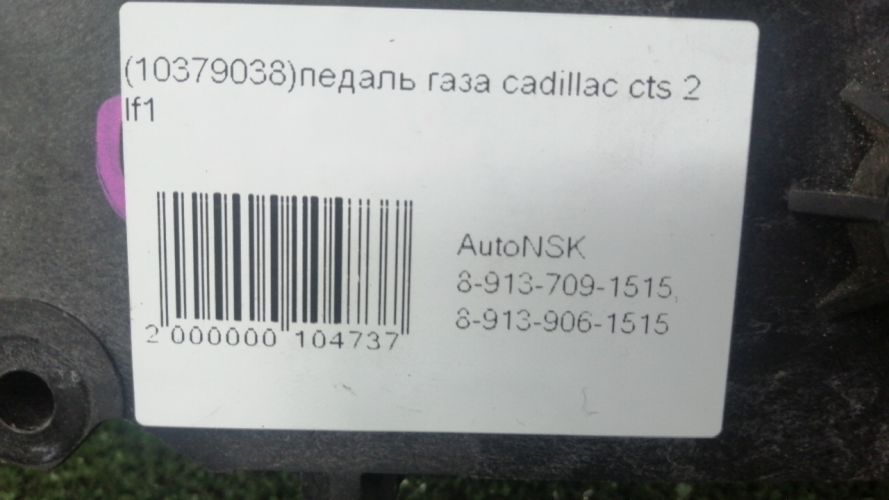 (10379038)педаль газа cadillac cts 2
lf1
AutoNSK
8-913-709-1515,
8-913-906-1515
2 000000 104737